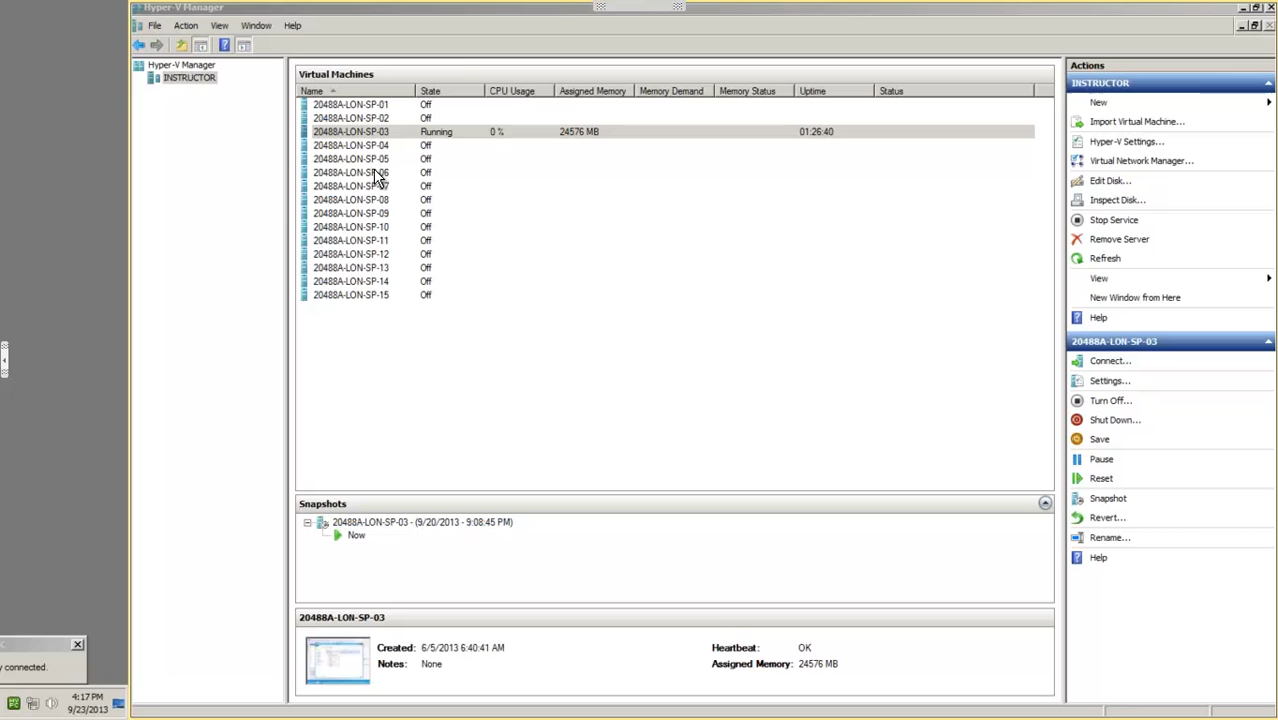 Hyper-V Manager
File Action View Window Help
Hyper-V Manager
INSTRUCTOR
Virtual Machines
Name State CPU Usage Assigned Memory Memory Demand Memory Status Uptime Status
20488A-LON-SP-01 Off
20488A-LON-SP-02 Off
20488A-LON-SP-03 Running 0 % 24576 MB 01:26:40
20488A-LON-SP-04 Off
20488A-LON-SP-05 Off
20488A-LON-SP-06 Off
20488A-LON-SP-07 Off
20488A-LON-SP-08 Off
20488A-LON-SP-09 Off
20488A-LON-SP-10 Off
20488A-LON-SP-11 Off
20488A-LON-SP-12 Off
20488A-LON-SP-13 Off
20488A-LON-SP-14 Off
20488A-LON-SP-15 Off
Snapshots
20488A-LON-SP-03 - (9/20/2013 - 9:08:45 PM)
Now
20488A-LON-SP-03
Created: 6/5/2013 6:40:41 AM Heartbeat: OK
Notes: None Assigned Memory: 24576 MB
Actions
INSTRUCTOR
New
Import Virtual Machine...
Hyper-V Settings...
Virtual Network Manager...
Edit Disk...
Inspect Disk...
Stop Service
Remove Server
Refresh
View
New Window from Here
Help
20488A-LON-SP-03
Connect...
Settings...
Turn Off...
Shut Down...
Save
Pause
Reset
Snapshot
Revert...
Rename...
Help
connected.
4:17 PM
9/23/2013